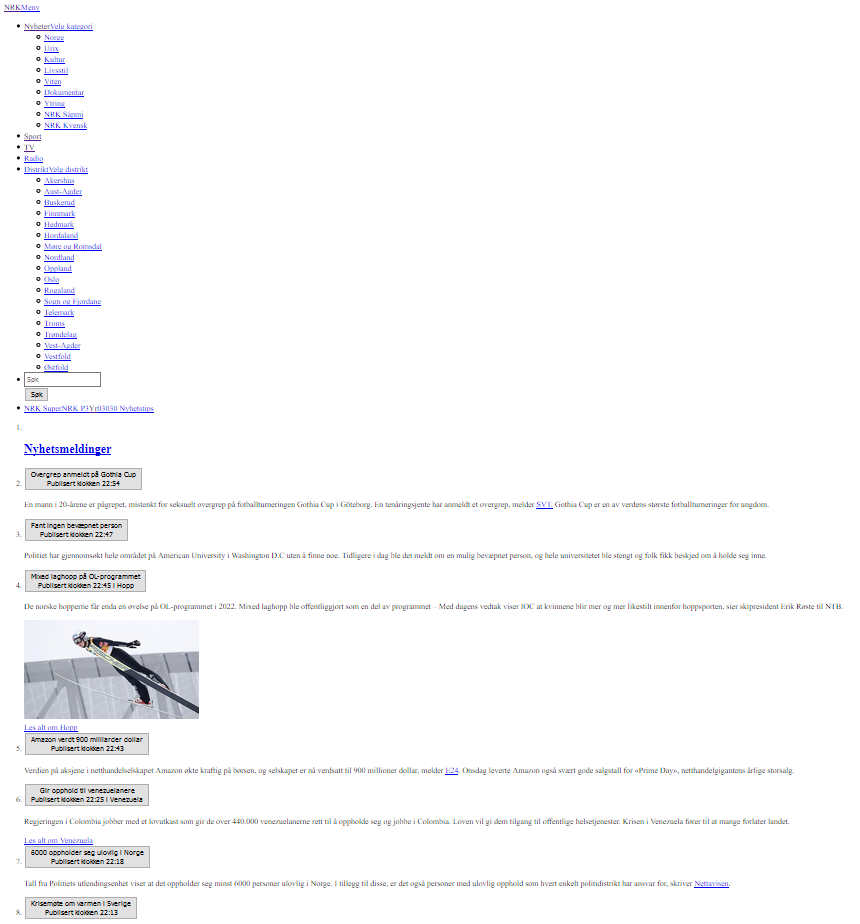 NRKMeny
NyheterVelg kategori
Norge
Urix
Kultur
Livsstil
Viten
Dokumentar
Ytring
NRK Sápmi
NRK Kvensk
Sport
TV
Radio
DistriktVelg distrikt
Akershus
Aust-Agder
Buskerud
Finnmark
Hedmark
Hordaland
Møre og Romsdal
Nordland
Oppland
Oslo
Rogaland
Sogn og Fjordane
Telemark
Troms
Trøndelag
Vest-Agder
Vestfold
Østfold
Søk
Søk
NRK SuperNRK P3Yr03030 Nyhetstips
1.
Nyhetsmeldinger
2. Overgrep anmeldt på Gothia Cup
Publisert klokken 22:54
En mann i 20-årene er pågrepet, mistenkt for seksuelt overgrep på fotballturneringen Gothia Cup i Göteborg. En tenåringsjente har anmeldt et overgrep, melder SVT. Gothia Cup er en av verdens største fotballturneringer for ungdom.
3. Fant ingen bevæpnet person
Publisert klokken 22:47
Politiet har gjennomsøkt hele området på American University i Washington D.C uten å finne noe. Tidligere i dag ble det meldt om en mulig bevæpnet person, og hele universitetet ble stengt og folk fikk beskjed om å holde seg inne.
4. Mixed laghopp på OL-programmet
Publisert klokken 22:45 i Hopp
De norske hopperne får enda en øvelse på OL-programmet i 2022. Mixed laghopp ble offentliggjort som en del av programmet – Med dagens vedtak viser IOC at kvinnene blir mer og mer likestilt innenfor hoppsporten, sier skipresident Erik Røste til NTB.
Les alt om Hopp
5. Amazon verdt 900 milliarder dollar
Publisert klokken 22:43
Verdien på aksjene i netthandelselskapet Amazon økte kraftig på børsen, og selskapet er nå verdsatt til 900 millioner dollar, melder E24. Onsdag leverte Amazon også svært gode salgstall for «Prime Day», netthandelgigantens årlige storsalg.
6. Gir opphold til venezuelanere
Publisert klokken 22:25 i Venezuela
Regjeringen i Colombia jobber med et lovutkast som gir de over 440.000 venezuelanerne rett til å oppholde seg og jobbe i Colombia. Loven vil gi dem tilgang til offentlige helsetjenester. Krisen i Venezuela fører til at mange forlater landet.
Les alt om Venezuela
7. 6000 oppholder seg ulovlig i Norge
Publisert klokken 22:18
Tall fra Politiets utlendingsenhet viser at det oppholder seg minst 6000 personer ulovlig i Norge. I tillegg til disse, er det også personer med ulovlig opphold som hvert enkelt politidistrikt har ansvar for, skriver Nettavisen.
8. Krisemøte om varmen i Sverige
Publisert klokken 22:13